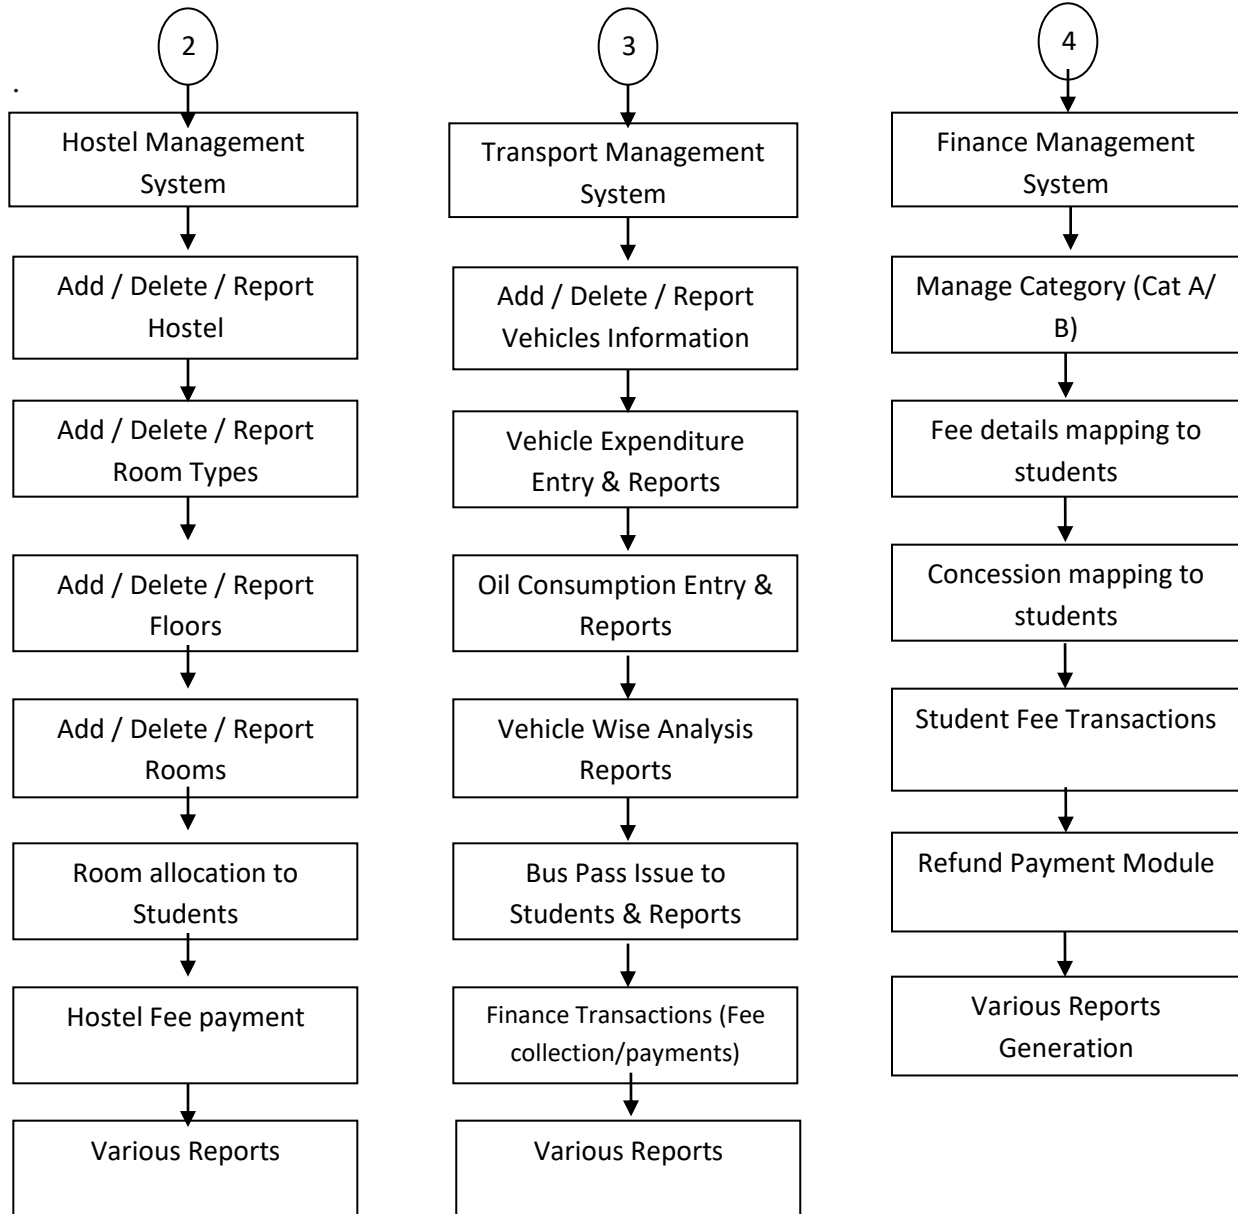 2
.
Hostel Management
System
Add / Delete / Report
Hostel
Add / Delete / Report
Room Types
Add / Delete / Report
Floors
Add / Delete / Report
Rooms
Room allocation to
Students
Hostel Fee payment
Various Reports
3
Transport Management
System
Add / Delete / Report
Vehicles Information
Vehicle Expenditure
Entry & Reports
Oil Consumption Entry &
Reports
Vehicle Wise Analysis
Reports
Bus Pass Issue to
Students & Reports
Finance Transactions (Fee
collection/payments)
Various Reports
4
Finance Management
System
Manage Category (Cat A/
B)
Fee details mapping to
students
Concession mapping to
students
Student Fee Transactions
Refund Payment Module
Various Reports
Generation